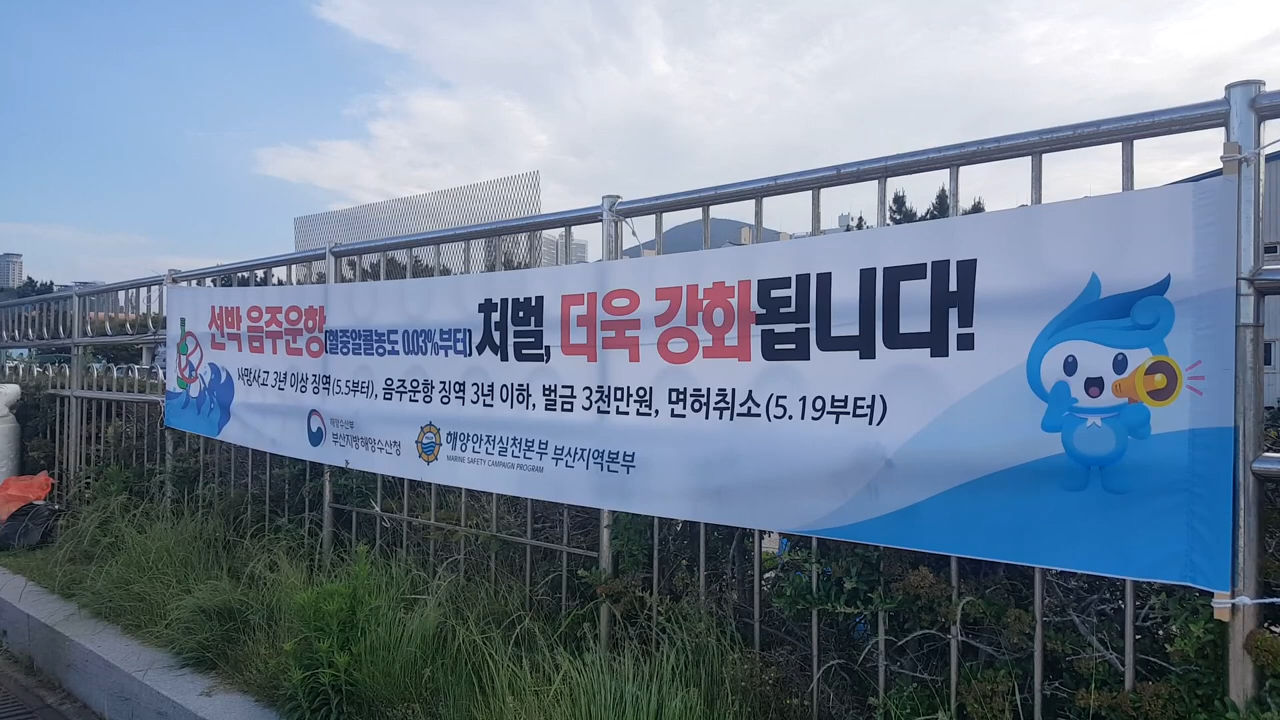 선박 음주운항(혈중알콜농도 0.03%부터) 처벌, 더욱 강화됩니다!
사망사고 3년 이상 징역(5.5부터), 음주운항 징역 3년 이하, 벌금 3천만원, 면허취소(5.19부터)
해양수산부
부산지방해양수산청
해양안전실천본부 부산지역본부
MARINE SAFETY CAMPAIGN PROGRAM